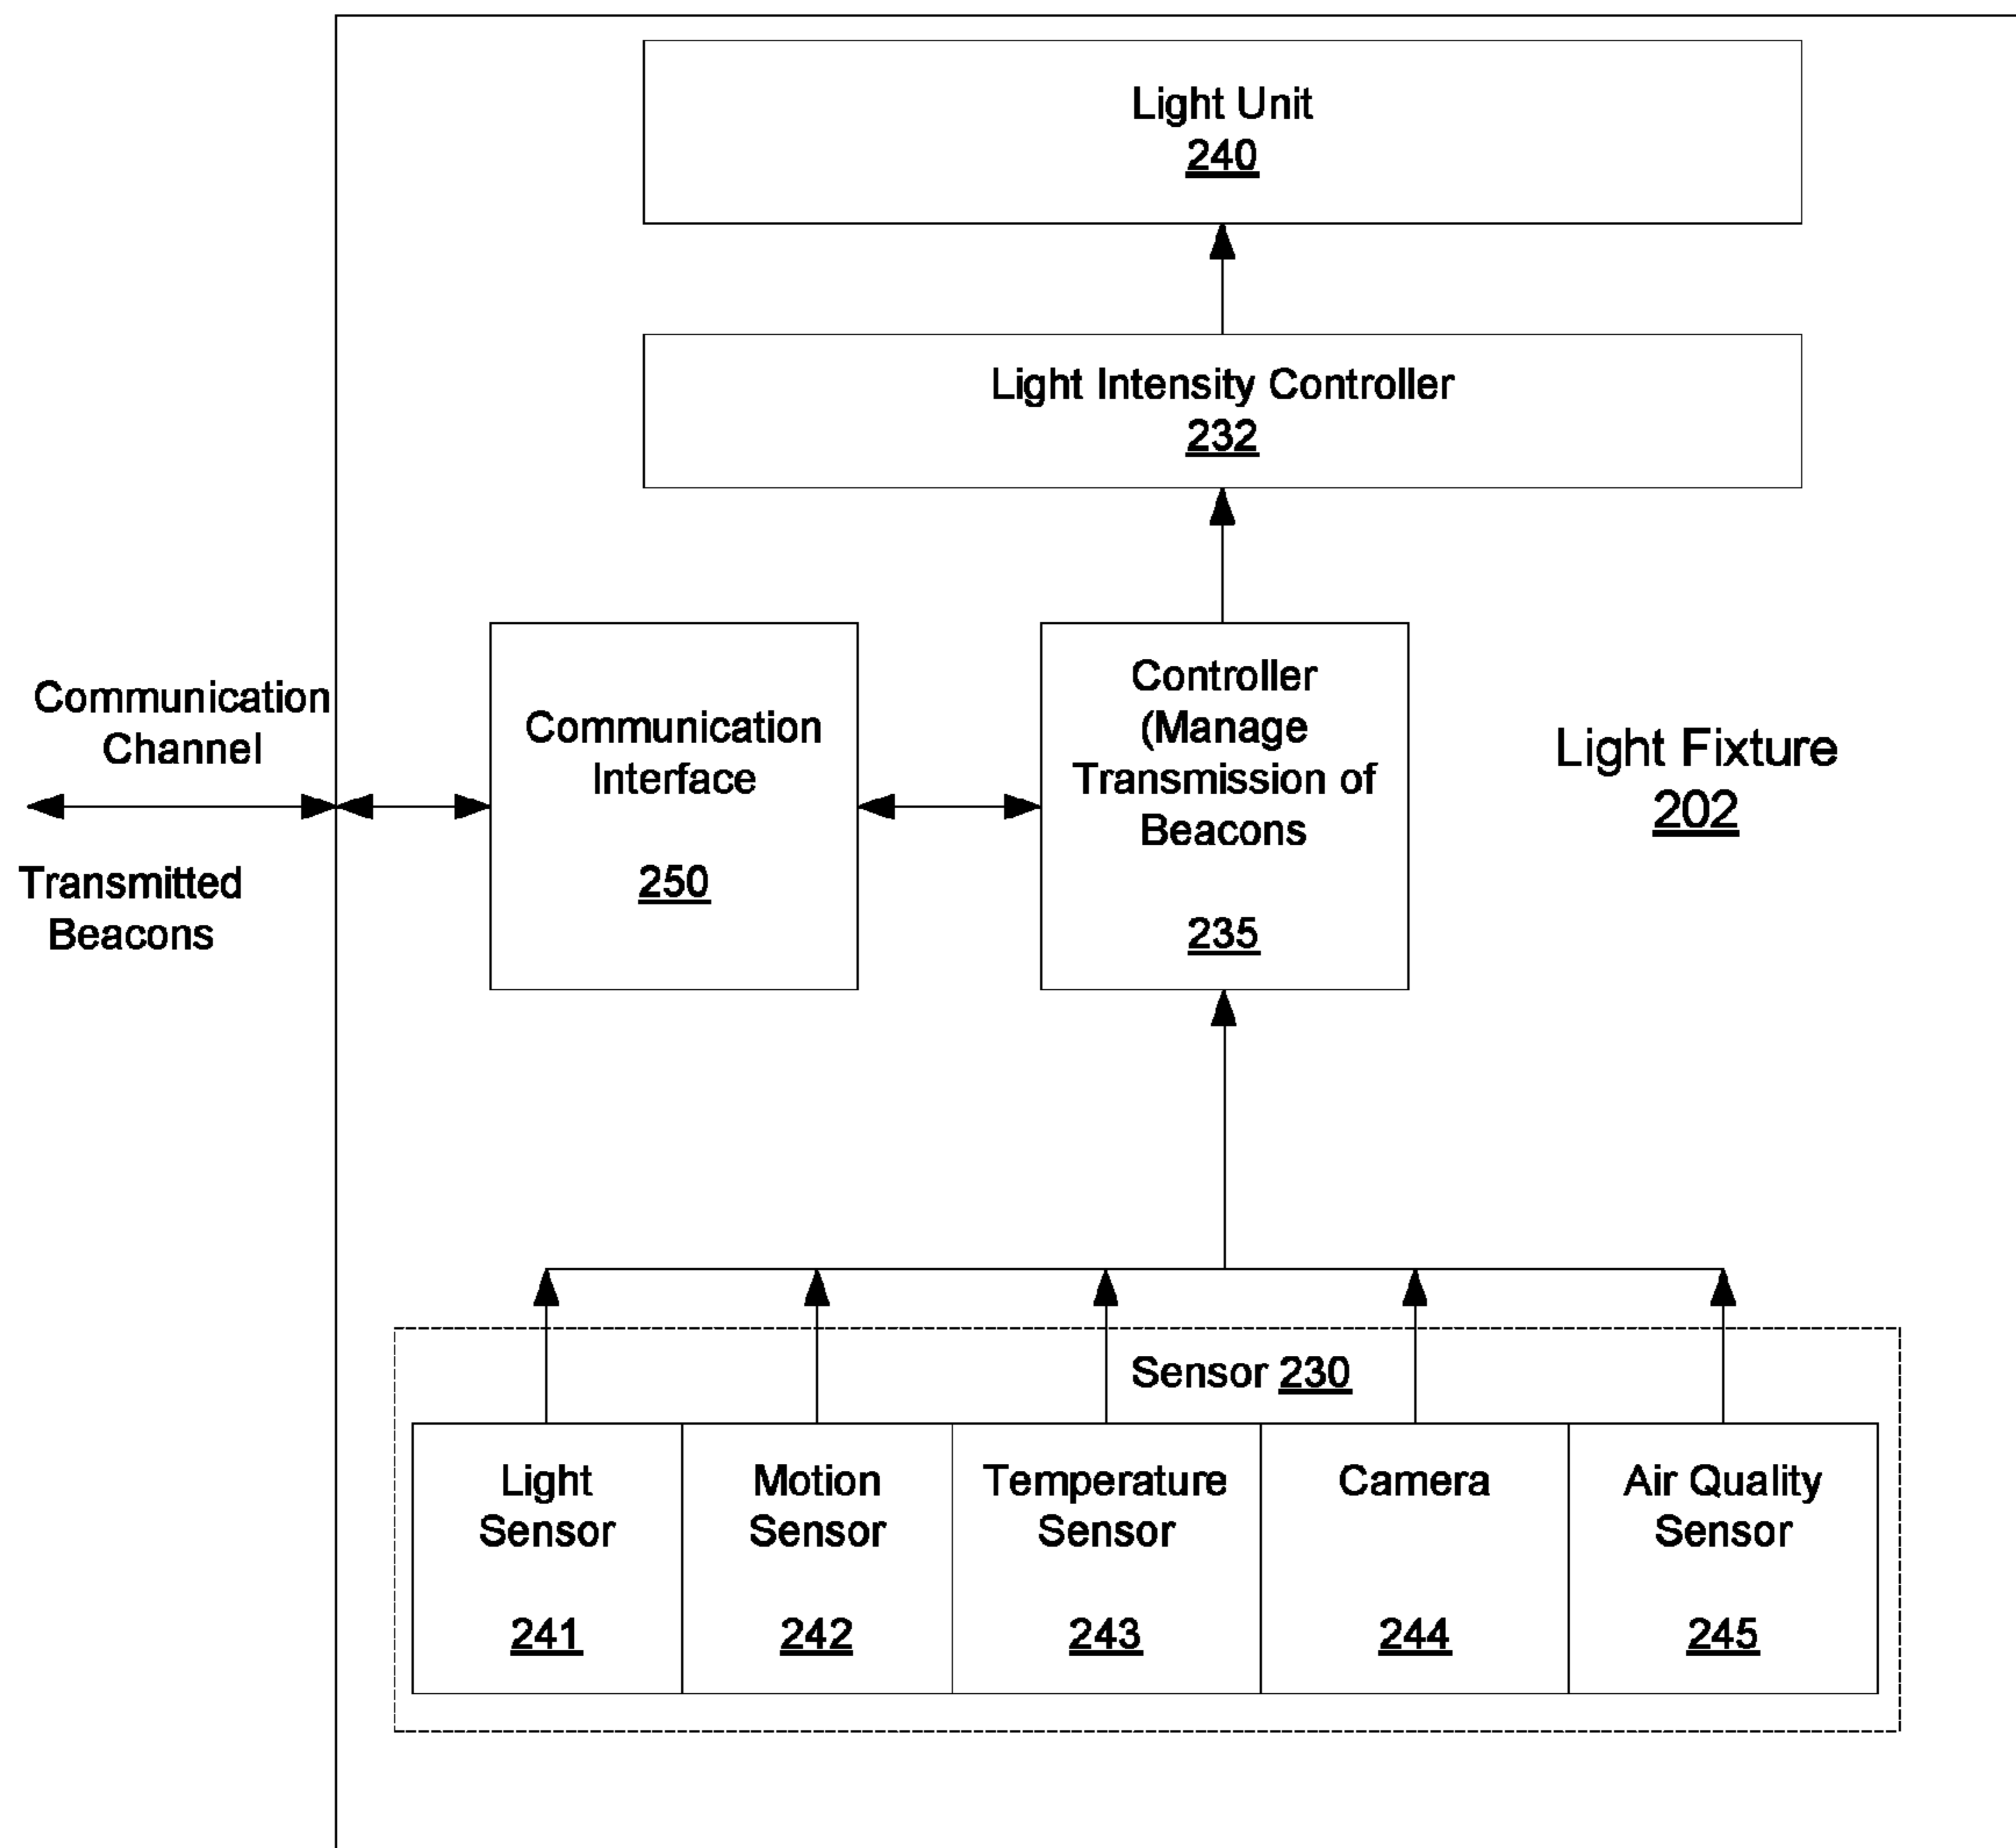 Light Unit
240
Light Intensity Controller
232
Communication
Channel
Transmitted
Beacons
Communication
Interface
250
Controller
(Manage
Transmission of
Beacons
235
Light Fixture
202
Sensor 230
Light
Sensor
241
Motion
Sensor
242
Temperature
Sensor
243
Camera
244
Air Quality
Sensor
245